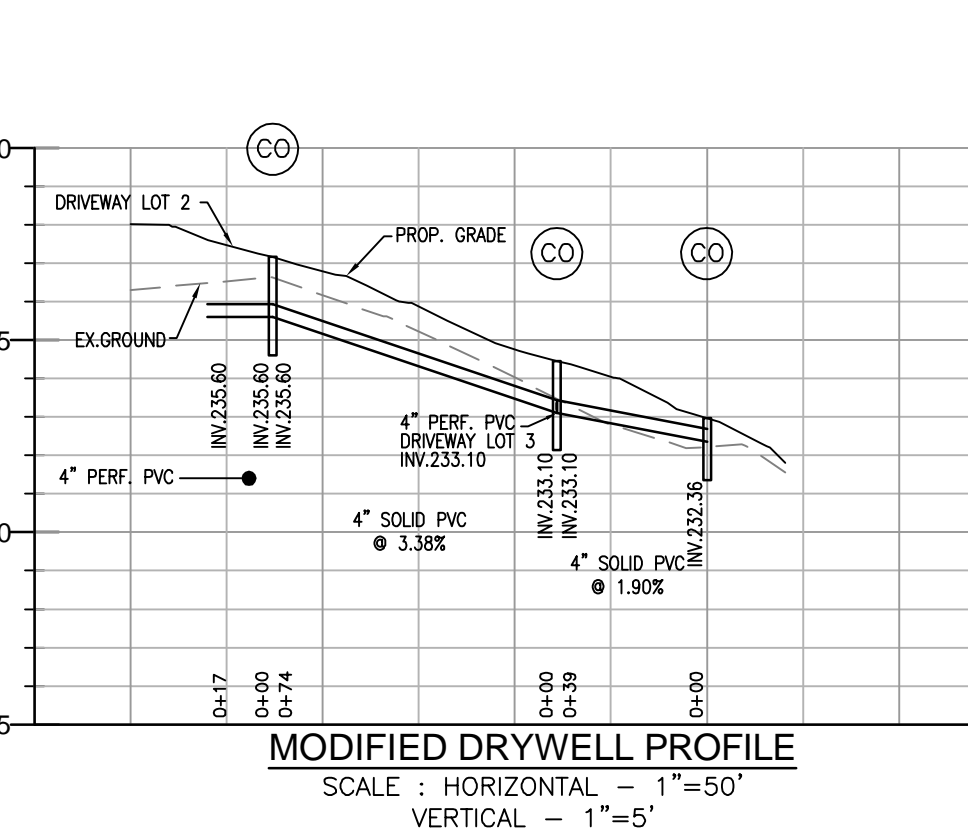 CO
DRIVEWAY LOT 2
PROP. GRADE
CO
CO
EX.GROUND
INV.235.60
INV.235.60
INV.235.60
4" PERF. PVC
DRIVEWAY LOT 3
INV.233.10
4" PERF. PVC
INV.233.10
INV.233.10
INV.232.36
4" SOLID PVC
@ 3.38%
4" SOLID PVC
@ 1.90%
0+17
0+00
0+74
0+00
0+39
0+00
MODIFIED DRYWELL PROFILE
SCALE : HORIZONTAL - 1"=50'
VERTICAL - 1"=5'